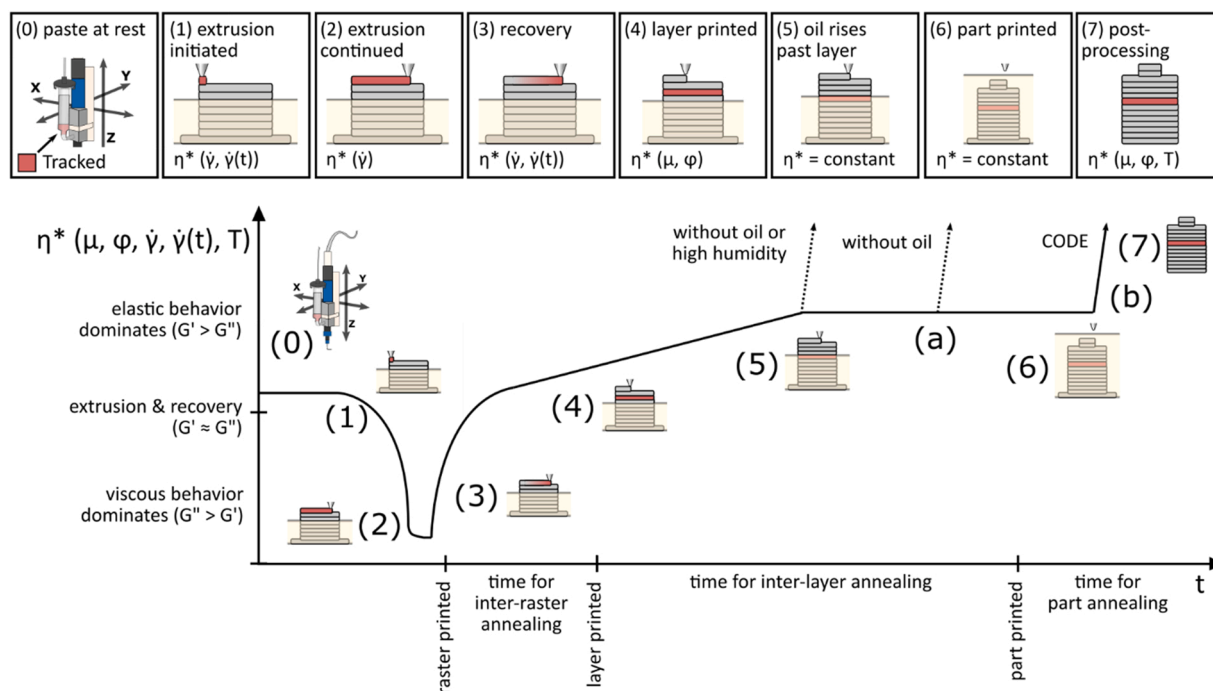 (0) paste at rest
X
Y
Z
Tracked
(1) extrusion
initiated
η* (γ̇, γ̇(t))
(2) extrusion
continued
η* (γ̇)
(3) recovery
η* (γ̇, γ̇(t))
(4) layer printed
η* (μ, φ)
(5) oil rises
past layer
η* = constant
(6) part printed
η* = constant
(7) post-
processing
η* (μ, φ, T)
η* (μ, φ, γ̇, γ̇(t), T)
elastic behavior
dominates (G' > G")
extrusion & recovery
(G' ≈ G")
viscous behavior
dominates (G" > G')
X
Y
Z
(0)
(1)
(2)
(3)
(4)
(5)
(6)
(7)
(a)
(b)
without oil or
high humidity
without oil
CODE
raster printed
time for
inter-raster
annealing
layer printed
time for inter-layer annealing
part printed
time for
part annealing
t